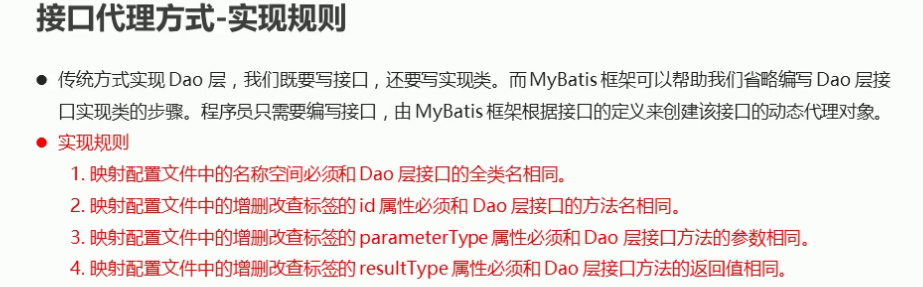 接口代理方式-实现规则
● 传统方式实现 Dao 层，我们既要写接口，还要写实现类。而 MyBatis 框架可以帮助我们省略编写 Dao 层接
口实现类的步骤。程序员只需要编写接口，由 MyBatis 框架根据接口的定义来创建该接口的动态代理对象。
● 实现规则
1. 映射配置文件中的名称空间必须和 Dao 层接口的全类名相同。
2. 映射配置文件中的增删改查标签的 id 属性必须和 Dao 层接口的方法名相同。
3. 映射配置文件中的增删改查标签的 parameterType 属性必须和 Dao 层接口方法的参数相同。
4. 映射配置文件中的增删改查标签的 resultType 属性必须和 Dao 层接口方法的返回值相同。